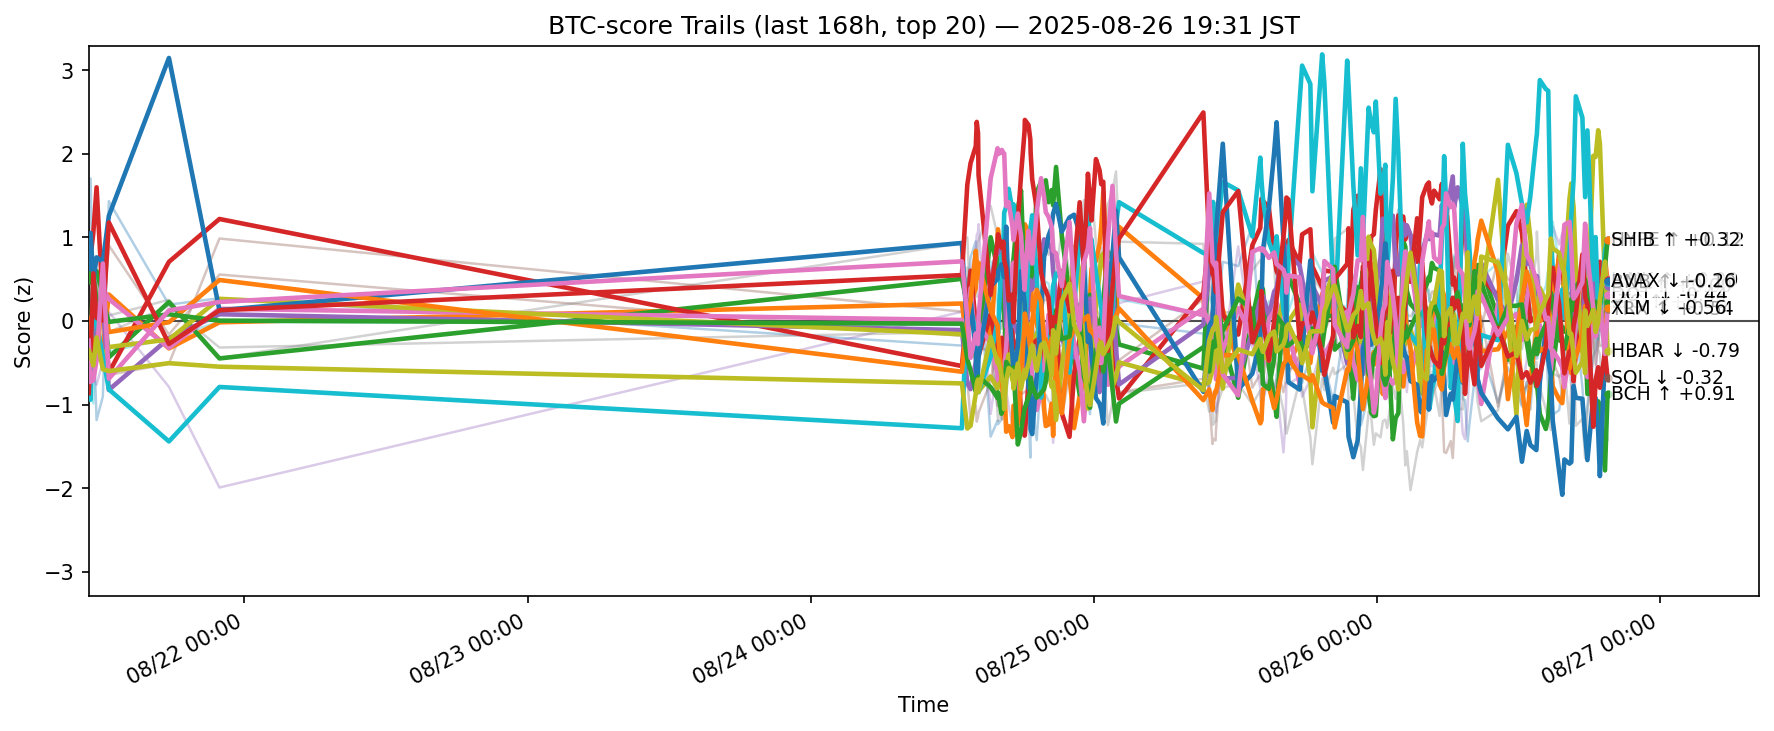 BTC-score Trails (last 168h, top 20) — 2025-08-26 19:31 JST
Score (z)
3
2
1
0
−1
−2
−3
SHIB ↑ +0.32
AVAX ↓ -0.26
DOT ↓ -0.44
XLM ↓ -0.56
HBAR ↓ -0.79
SOL ↓ -0.32
BCH ↑ +0.91
08/22 00:00
08/23 00:00
08/24 00:00
08/25 00:00
08/26 00:00
08/27 00:00
Time